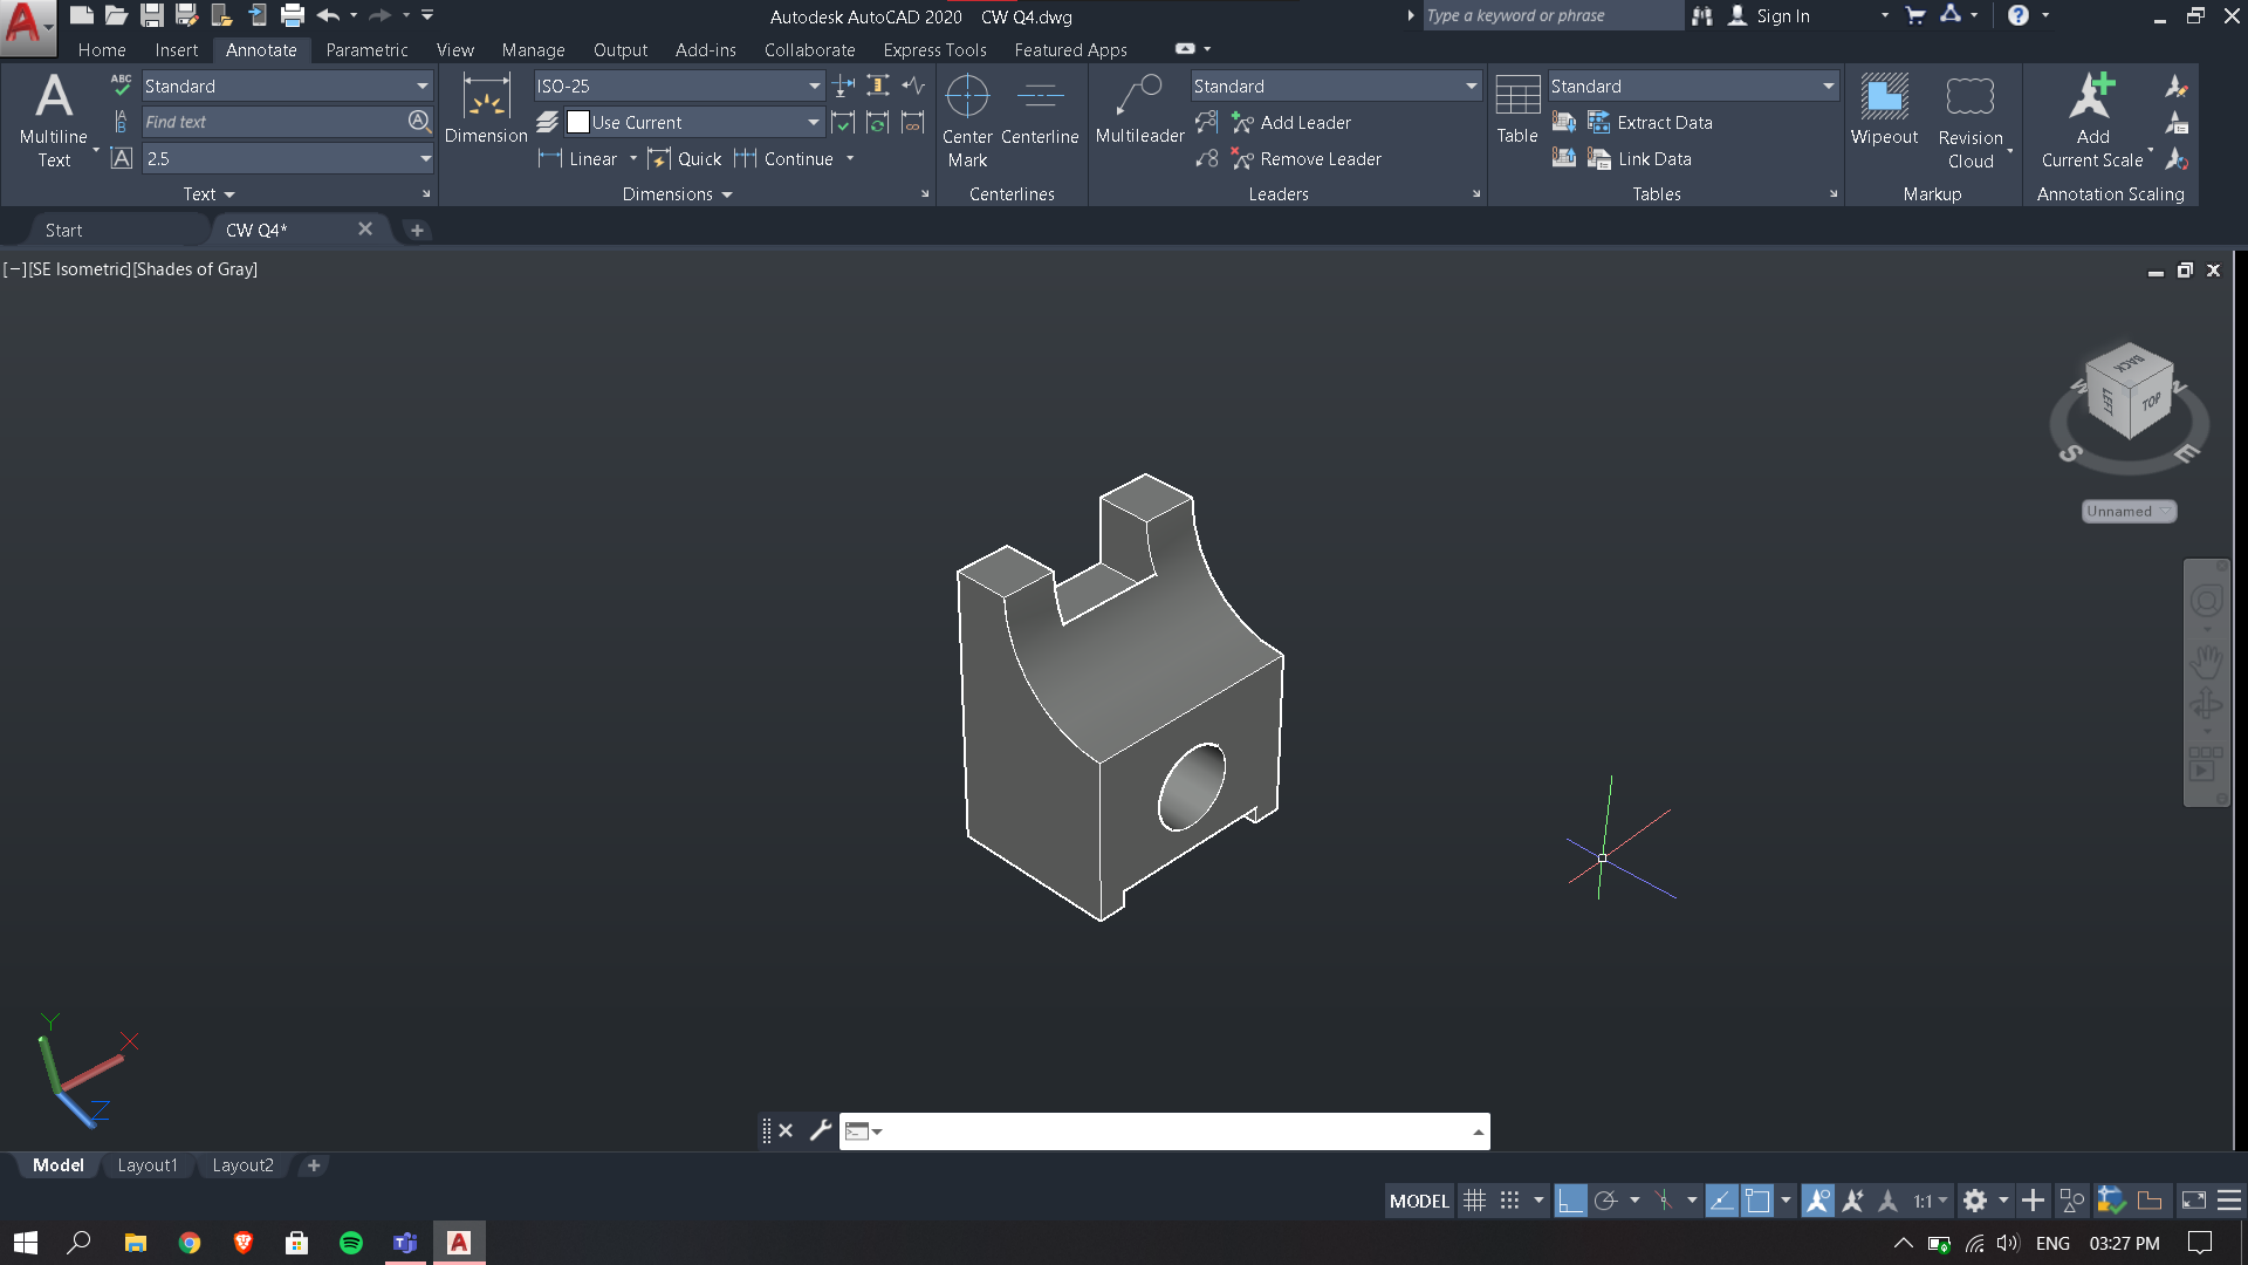 Autodesk AutoCAD 2020 CW Q4.dwg
Type a keyword or phrase
Sign In
Home Insert Annotate Parametric View Manage Output Add-ins Collaborate Express Tools Featured Apps
Multiline
Text
ABC
Standard
Find text
2.5
Text
Dimension
ISO-25
Use Current
Linear
Quick
Continue
Dimensions
Center
Mark
Centerline
Centerlines
Multileader
Standard
Add Leader
Remove Leader
Leaders
Table
Standard
Extract Data
Link Data
Tables
Wipeout
Revision
Cloud
Markup
Add
Current Scale
Annotation Scaling
Start
CW Q4*
[−][SE Isometric][Shades of Gray]
BACK
LEFT
TOP
W
N
S
E
Unnamed
Y
X
Z
Model
Layout1
Layout2
MODEL
1:1
ENG
03:27 PM